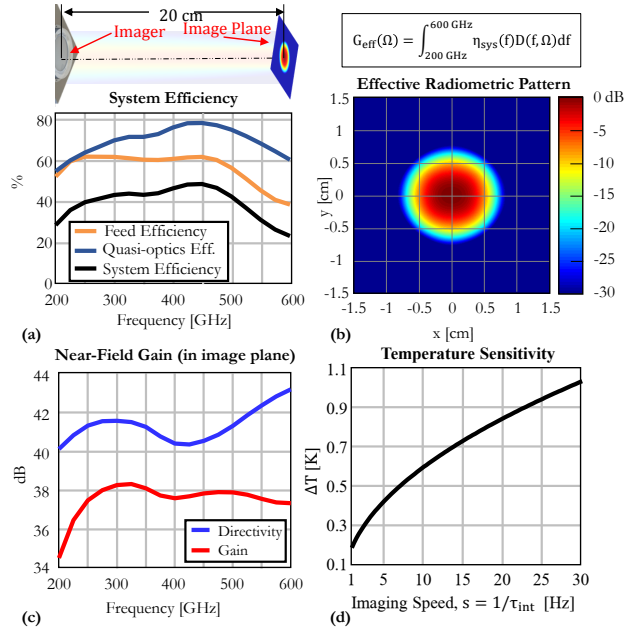 20 cm
Imager
Image Plane
System Efficiency
80
60
40
20
0
%
200
300
400
500
600
Frequency [GHz]
Feed Efficiency
Quasi-optics Eff.
System Efficiency
(a)
G_eff(Ω) = ∫_{200 GHz}^{600 GHz} η_sys(f)D(f,Ω)df
Effective Radiometric Pattern
1.5
1
0.5
0
-0.5
-1
-1.5
y [cm]
-1.5
-1
-0.5
0
0.5
1
1.5
x [cm]
0 dB
-5
-10
-15
-20
-25
-30
(b)
Near-Field Gain (in image plane)
44
42
40
38
36
34
dB
200
300
400
500
600
Frequency [GHz]
Directivity
Gain
(c)
Temperature Sensitivity
1.1
0.9
0.7
0.5
0.3
0.1
ΔT [K]
1
5
10
15
20
25
30
Imaging Speed, s = 1/τ_int [Hz]
(d)